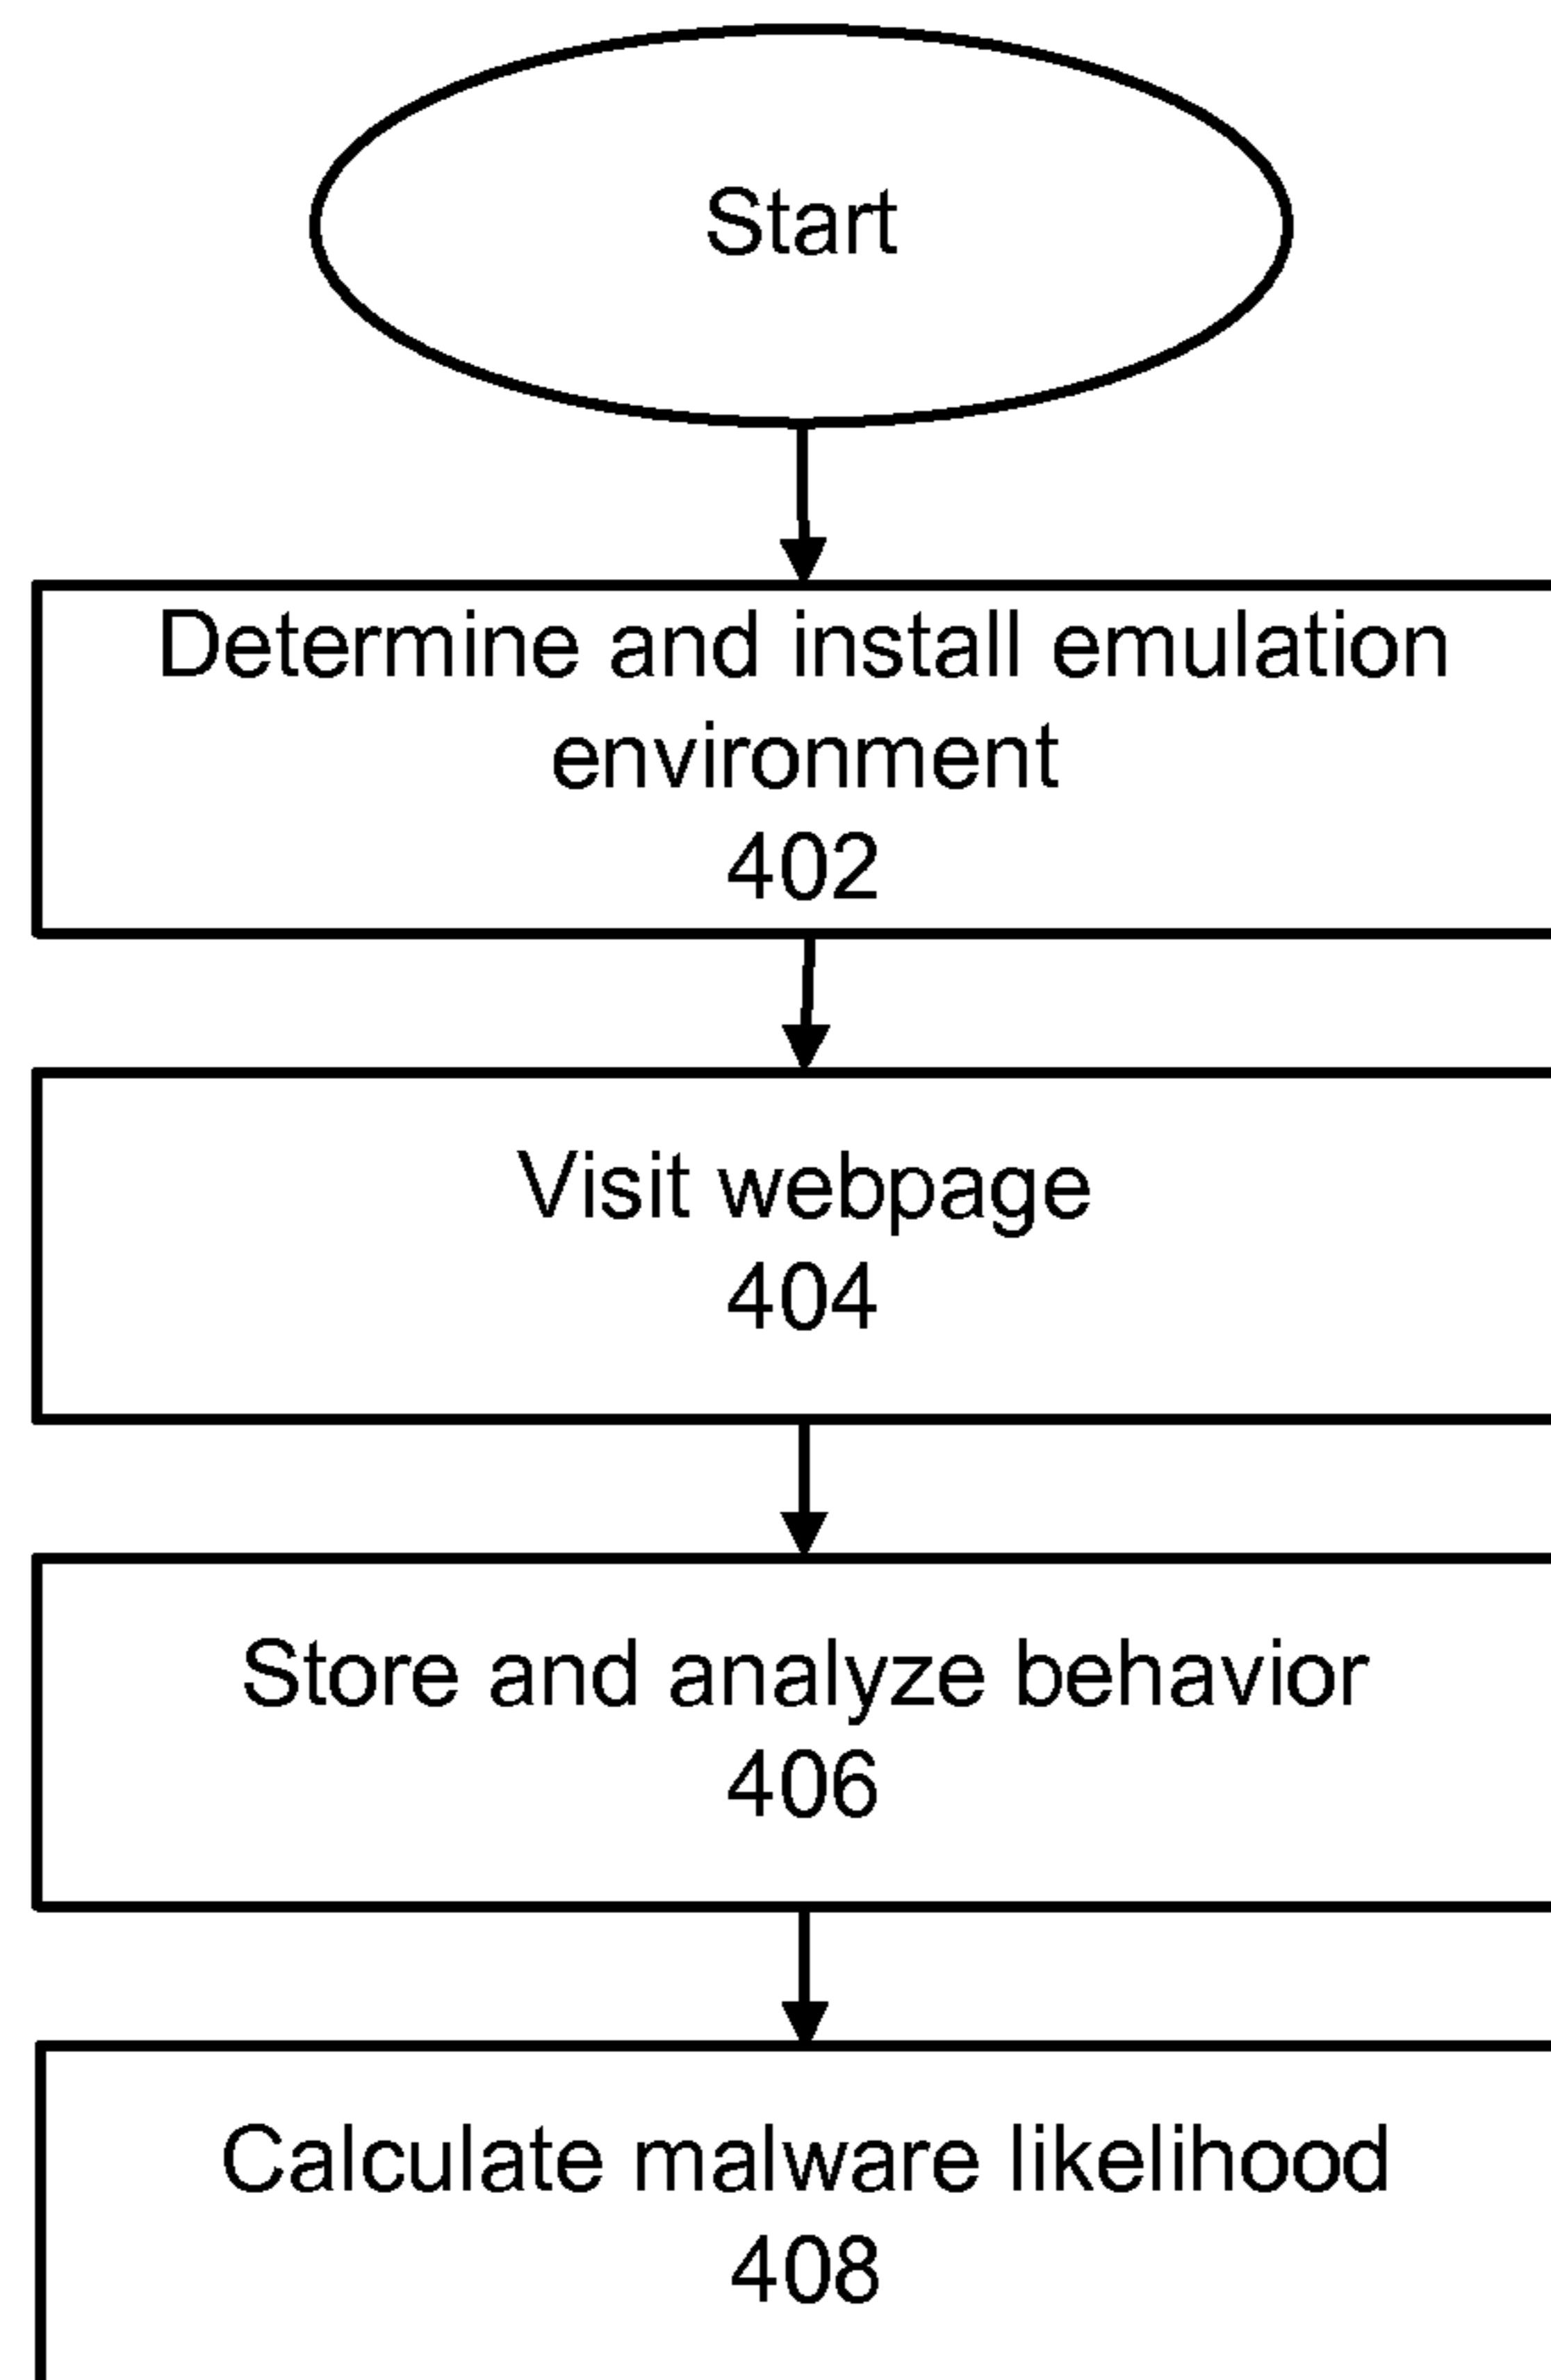 Start
Determine and install emulation
environment
402
Visit webpage
404
Store and analyze behavior
406
Calculate malware likelihood
408